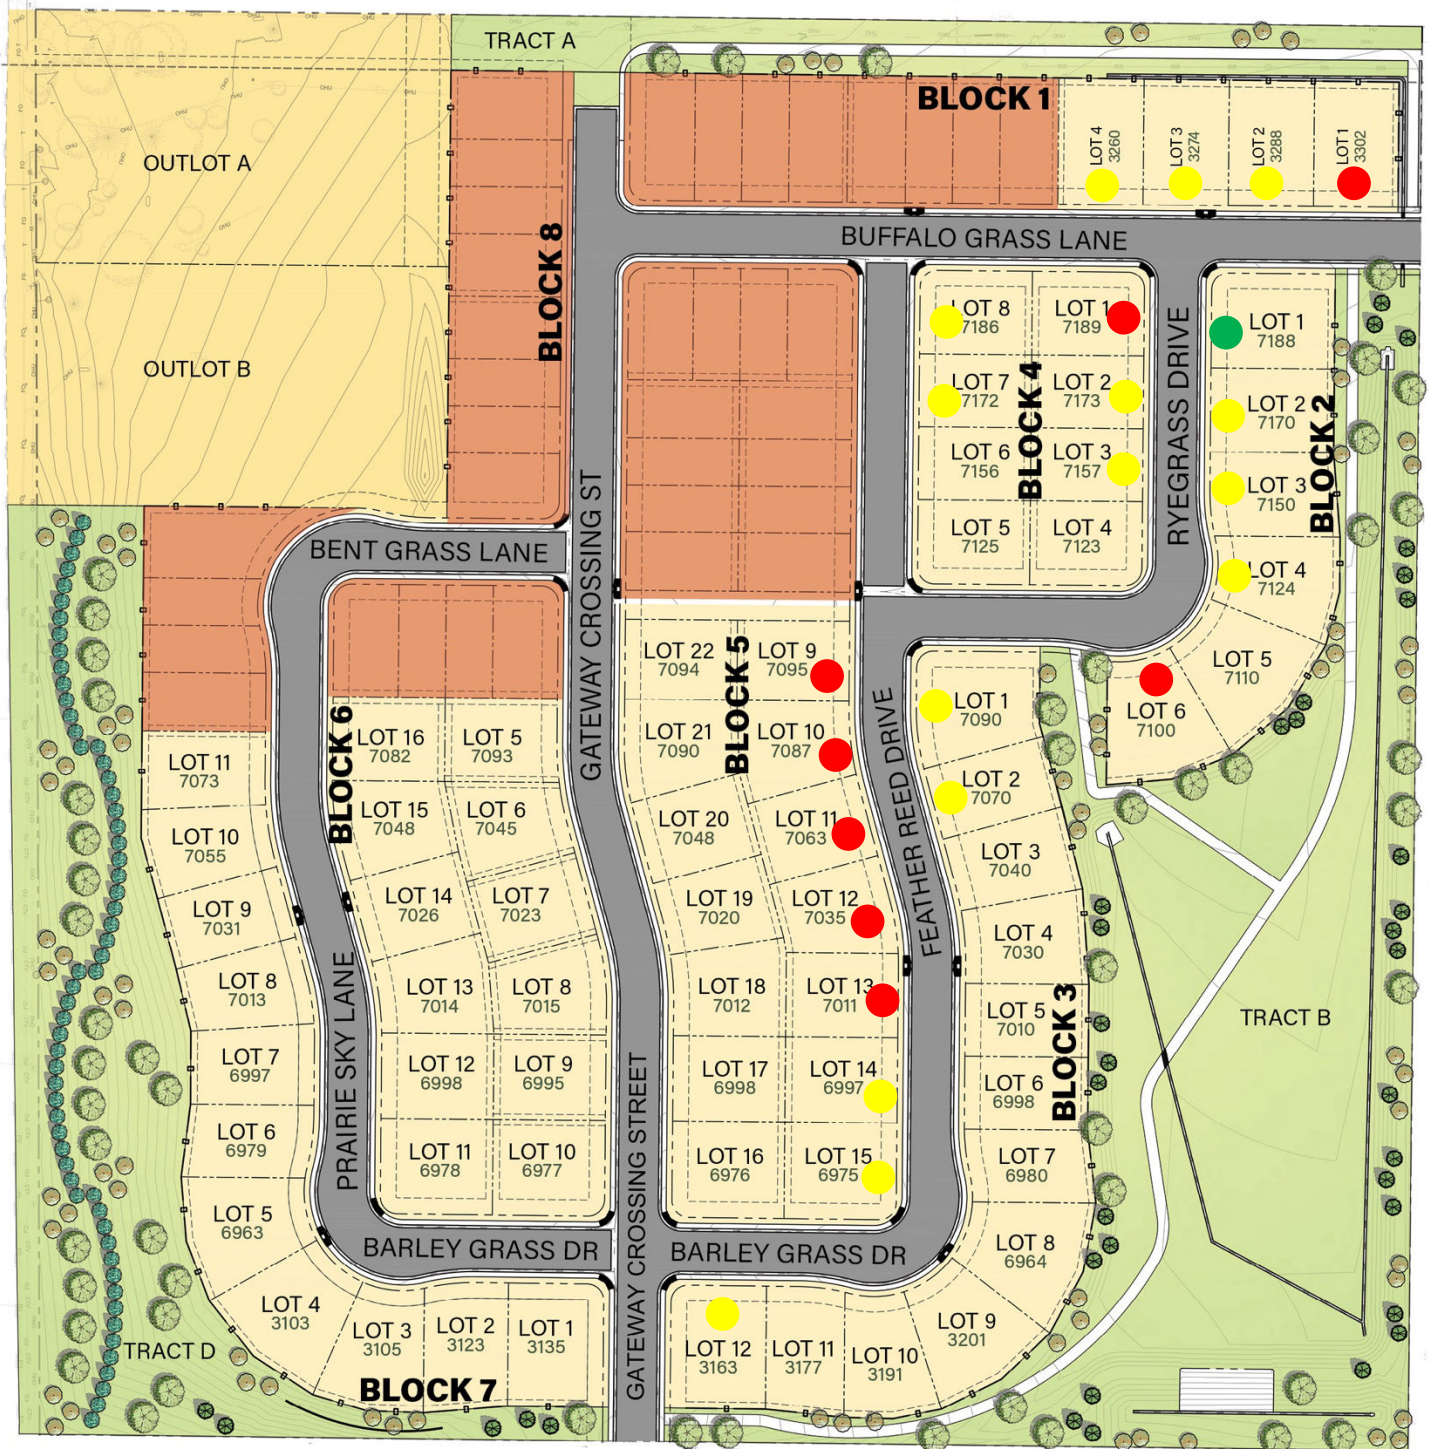 TRACT A
BLOCK 1
LOT 4
3260
LOT 3
3274
LOT 2
3288
LOT 1
3302
OUTLOT A
OUTLOT B
BLOCK 8
BUFFALO GRASS LANE
BLOCK 4
LOT 8
7186
LOT 1
7189
LOT 7
7172
LOT 2
7173
LOT 6
7156
LOT 3
7157
LOT 5
7125
LOT 4
7123
RYEGRASS DRIVE
BLOCK 2
LOT 1
7188
LOT 2
7170
LOT 3
7150
LOT 4
7124
LOT 5
7110
LOT 6
7100
BENT GRASS LANE
GATEWAY CROSSING ST
BLOCK 5
LOT 22
7094
LOT 9
7095
LOT 21
7090
LOT 10
7087
LOT 20
7048
LOT 11
7063
LOT 19
7020
LOT 12
7035
LOT 18
7012
LOT 13
7011
LOT 17
6998
LOT 14
6997
LOT 16
6976
LOT 15
6975
FEATHER REED DRIVE
BLOCK 3
LOT 1
7090
LOT 2
7070
LOT 3
7040
LOT 4
7030
LOT 5
7010
LOT 6
6998
LOT 7
6980
LOT 8
6964
LOT 9
3201
LOT 10
3191
LOT 11
3177
LOT 12
3163
BLOCK 6
LOT 16
7082
LOT 5
7093
LOT 15
7048
LOT 6
7045
LOT 14
7026
LOT 7
7023
LOT 13
7014
LOT 8
7015
LOT 12
6998
LOT 9
6995
LOT 11
6978
LOT 10
6977
PRAIRIE SKY LANE
LOT 11
7073
LOT 10
7055
LOT 9
7031
LOT 8
7013
LOT 7
6997
LOT 6
6979
LOT 5
6963
LOT 4
3103
LOT 3
3105
LOT 2
3123
LOT 1
3135
BLOCK 7
BARLEY GRASS DR
BARLEY GRASS DR
GATEWAY CROSSING STREET
TRACT B
TRACT D